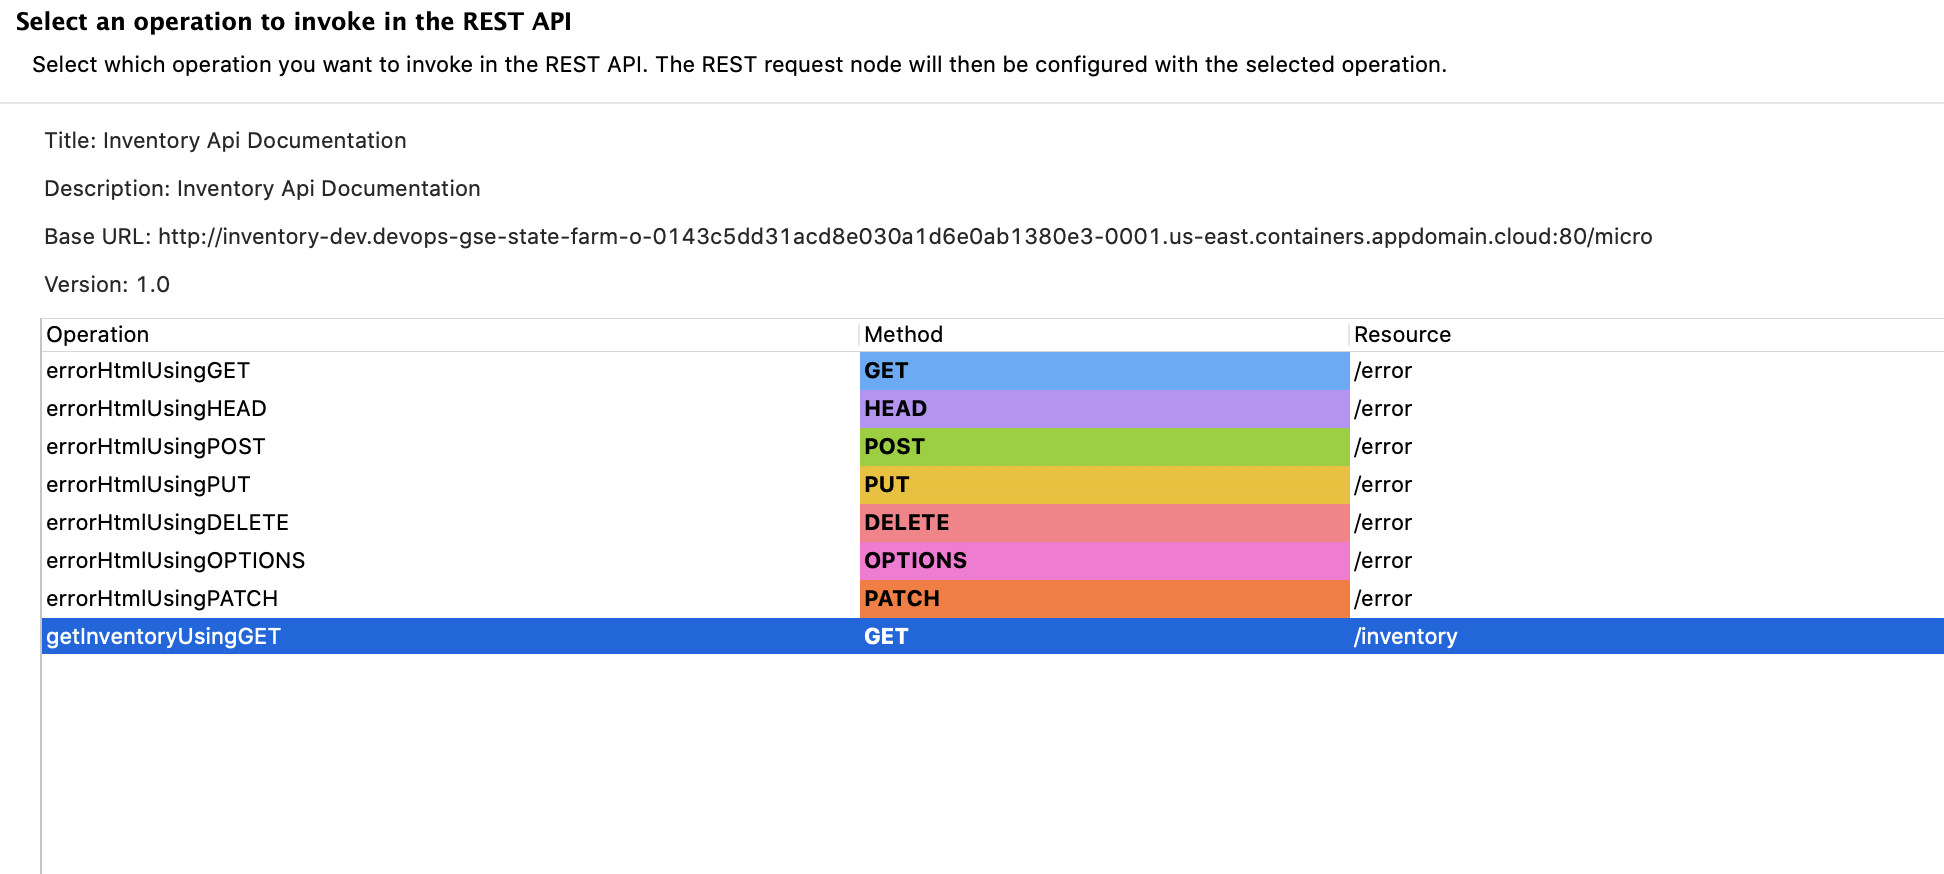 Select an operation to invoke in the REST API
Select which operation you want to invoke in the REST API. The REST request node will then be configured with the selected operation.
Title: Inventory Api Documentation
Description: Inventory Api Documentation
Base URL: http://inventory-dev.devops-gse-state-farm-o-0143c5dd31acd8e030a1d6e0ab1380e3-0001.us-east.containers.appdomain.cloud:80/micro
Version: 1.0
Operation Method Resource
errorHtmlUsingGET GET /error
errorHtmlUsingHEAD HEAD /error
errorHtmlUsingPOST POST /error
errorHtmlUsingPUT PUT /error
errorHtmlUsingDELETE DELETE /error
errorHtmlUsingOPTIONS OPTIONS /error
errorHtmlUsingPATCH PATCH /error
getInventoryUsingGET GET /inventory